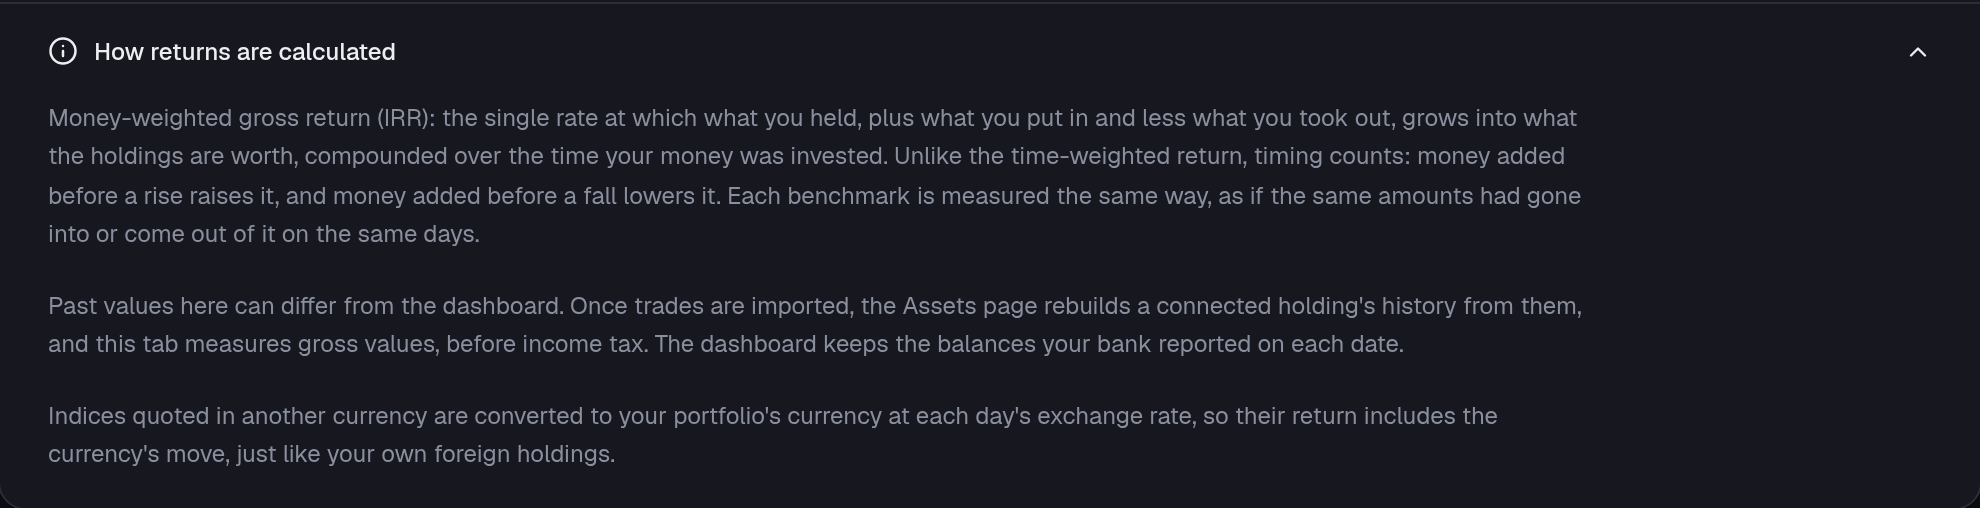 How returns are calculated
Money-weighted gross return (IRR): the single rate at which what you held, plus what you put in and less what you took out, grows into what
the holdings are worth, compounded over the time your money was invested. Unlike the time-weighted return, timing counts: money added
before a rise raises it, and money added before a fall lowers it. Each benchmark is measured the same way, as if the same amounts had gone
into or come out of it on the same days.
Past values here can differ from the dashboard. Once trades are imported, the Assets page rebuilds a connected holding's history from them,
and this tab measures gross values, before income tax. The dashboard keeps the balances your bank reported on each date.
Indices quoted in another currency are converted to your portfolio's currency at each day's exchange rate, so their return includes the
currency's move, just like your own foreign holdings.